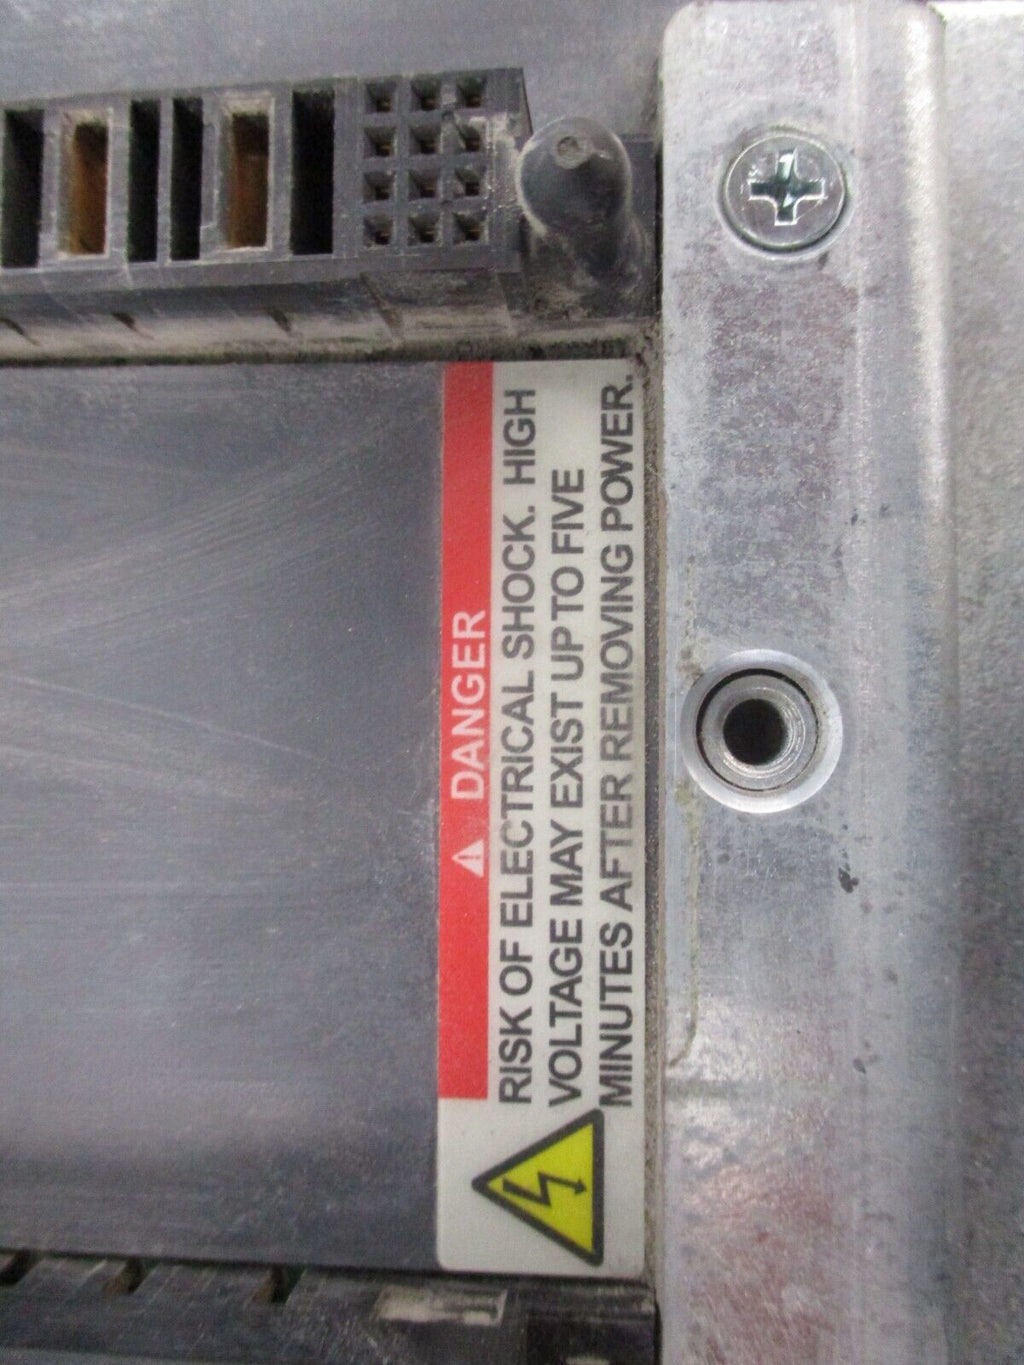 ⚠ DANGER
RISK OF ELECTRICAL SHOCK. HIGH
VOLTAGE MAY EXIST UP TO FIVE
MINUTES AFTER REMOVING POWER.